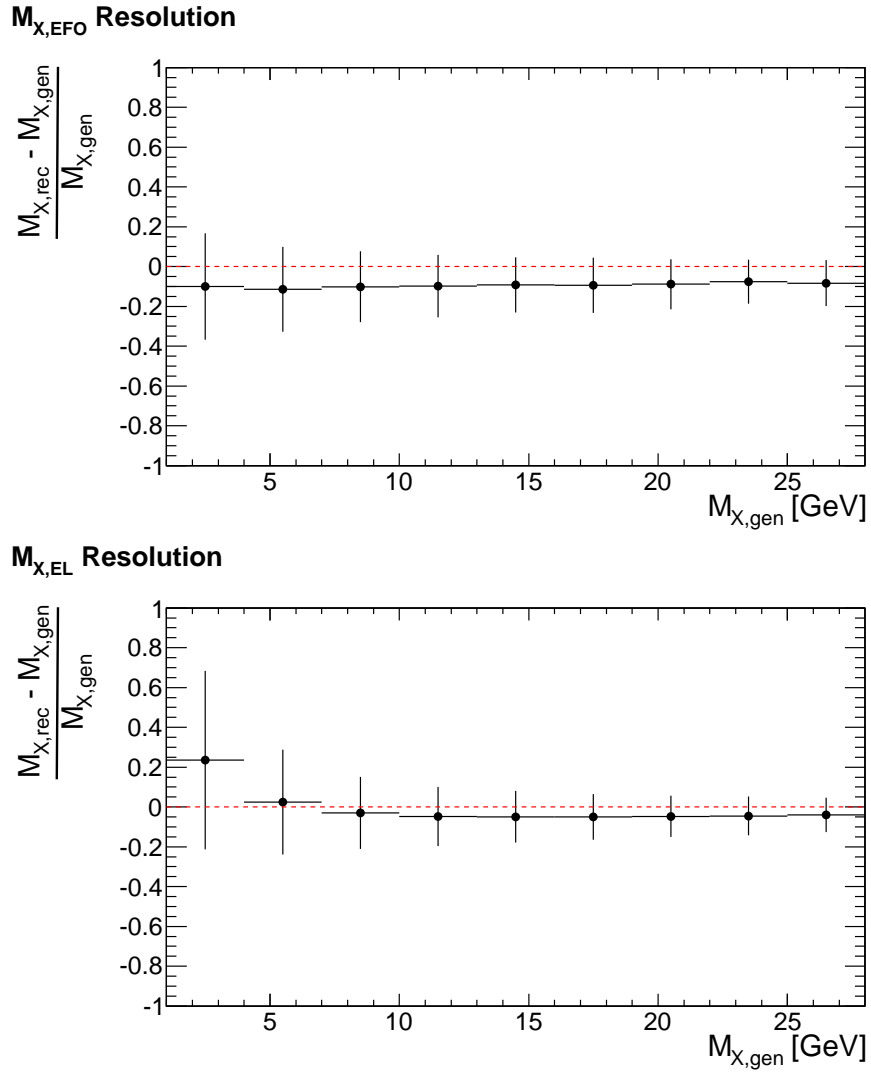 M_X,EFO Resolution
M_X,rec - M_X,gen
M_X,gen
1
0.8
0.6
0.4
0.2
0
-0.2
-0.4
-0.6
-0.8
-1
5 10 15 20 25
M_X,gen [GeV]
M_X,EL Resolution
M_X,rec - M_X,gen
M_X,gen
1
0.8
0.6
0.4
0.2
0
-0.2
-0.4
-0.6
-0.8
-1
5 10 15 20 25
M_X,gen [GeV]